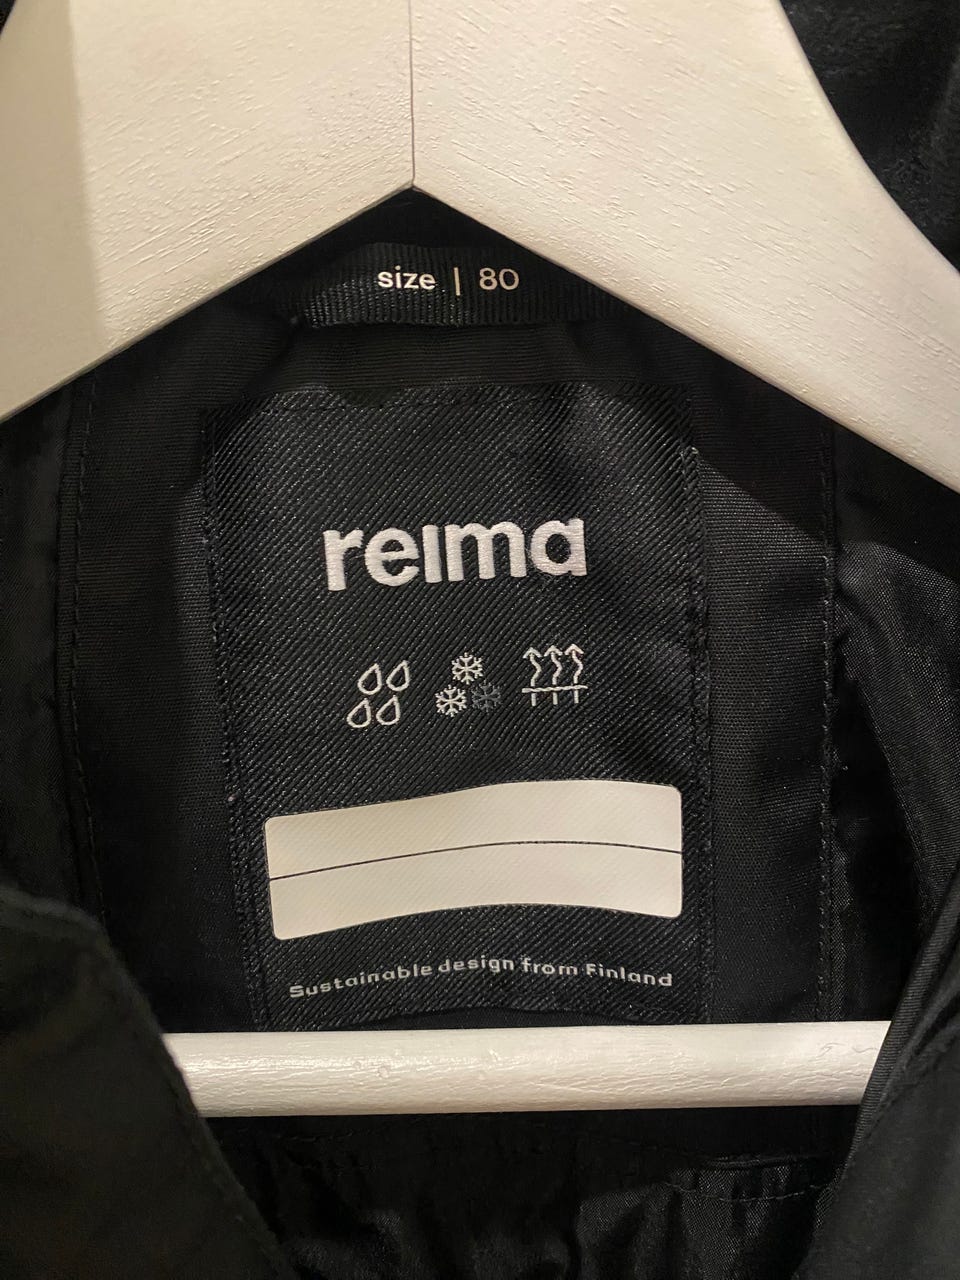 size | 80
reima
Sustainable design from Finland